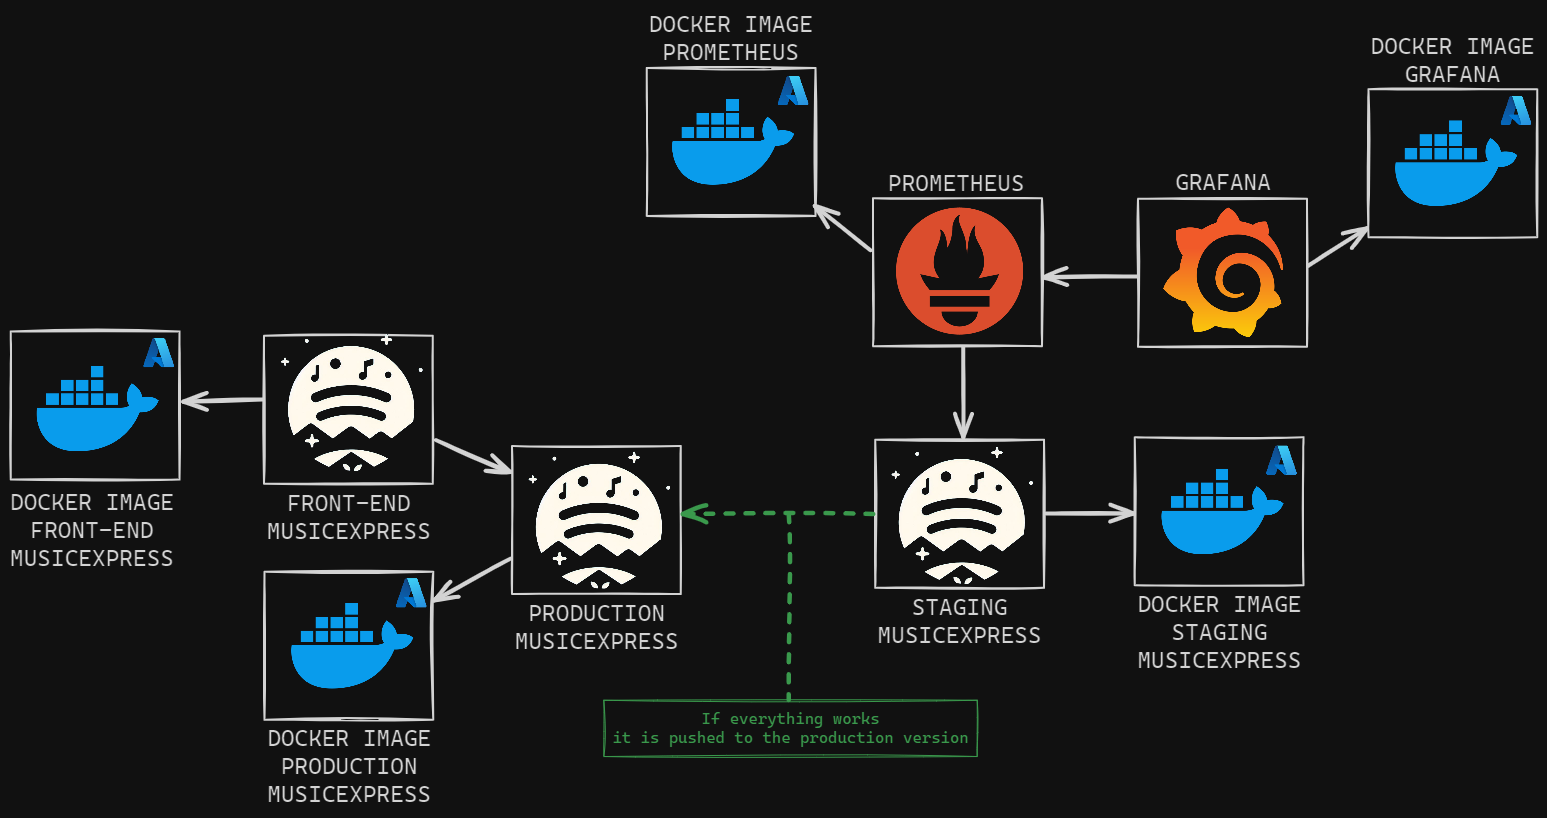 DOCKER IMAGE
PROMETHEUS
DOCKER IMAGE
GRAFANA
PROMETHEUS
GRAFANA
DOCKER IMAGE
FRONT-END
MUSICEXPRESS
FRONT-END
MUSICEXPRESS
PRODUCTION
MUSICEXPRESS
STAGING
MUSICEXPRESS
DOCKER IMAGE
STAGING
MUSICEXPRESS
If everything works
it is pushed to the production version
DOCKER IMAGE
PRODUCTION
MUSICEXPRESS